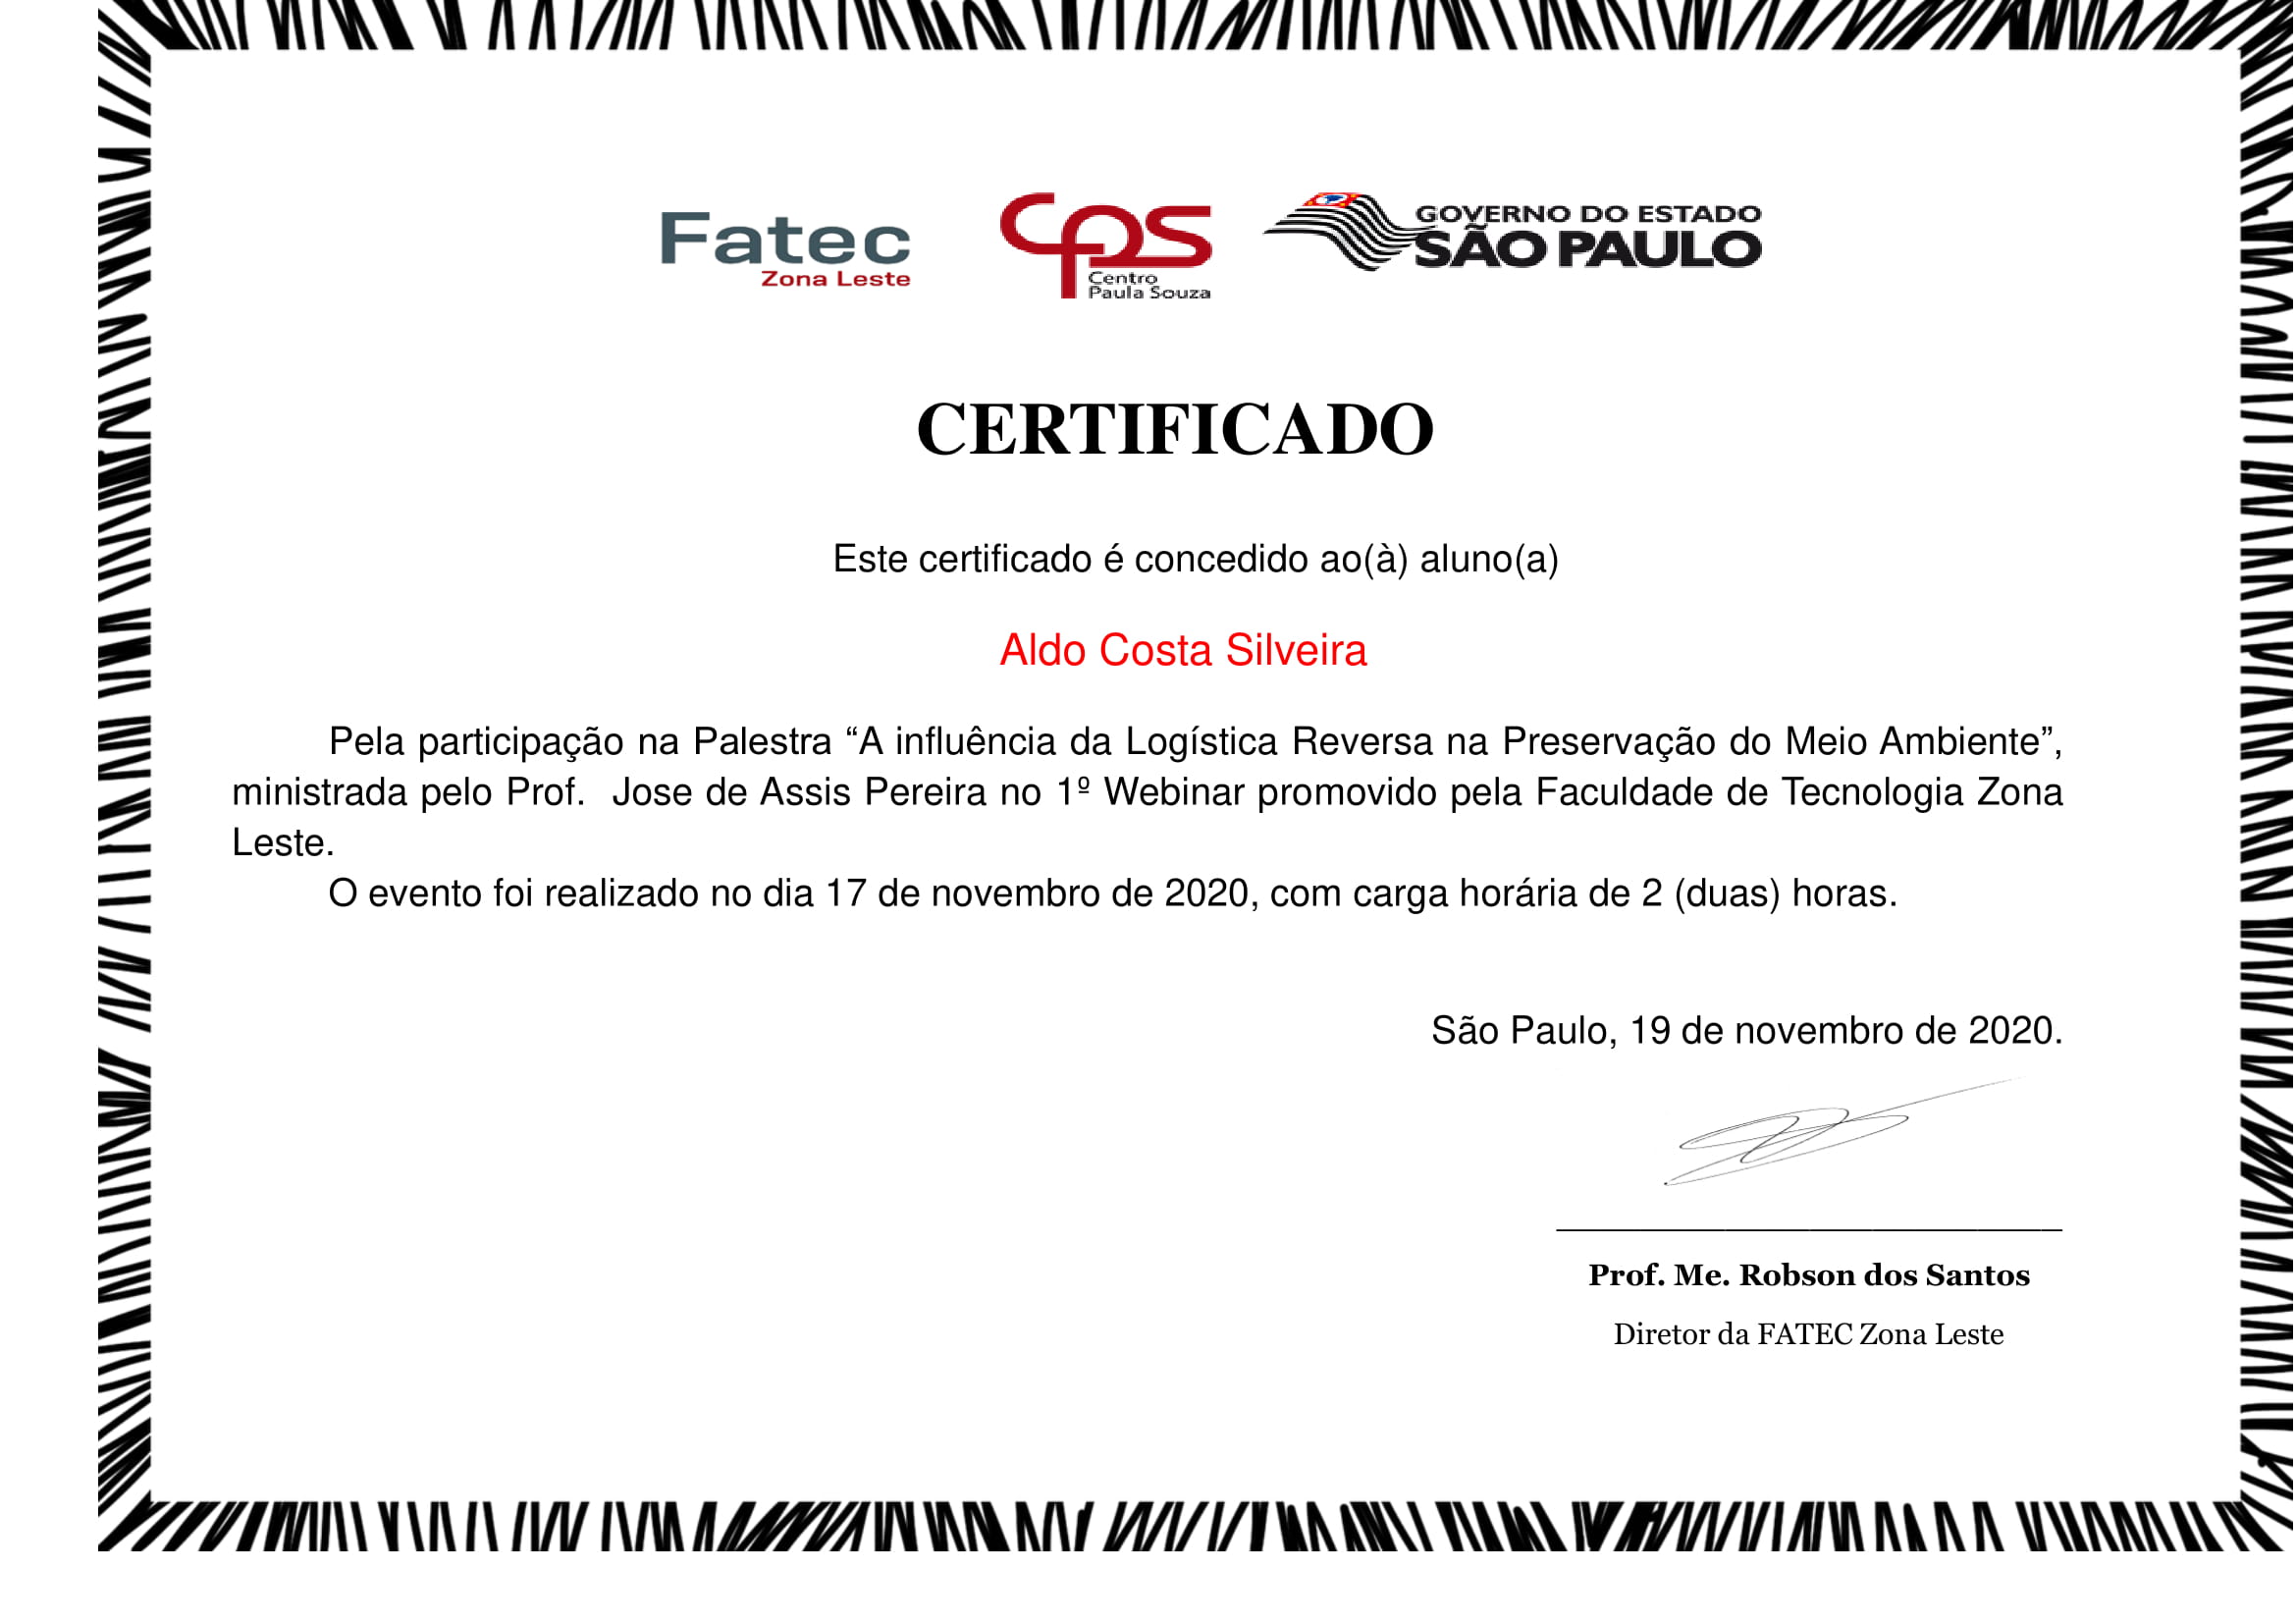 Fatec
Zona Leste
cps
Centro
Paula Souza
GOVERNO DO ESTADO
SÃO PAULO
CERTIFICADO
Este certificado é concedido ao(à) aluno(a)
Aldo Costa Silveira
Pela participação na Palestra “A influência da Logística Reversa na Preservação do Meio Ambiente”,
ministrada pelo Prof.  Jose de Assis Pereira no 1º Webinar promovido pela Faculdade de Tecnologia Zona
Leste.
O evento foi realizado no dia 17 de novembro de 2020, com carga horária de 2 (duas) horas.
São Paulo, 19 de novembro de 2020.
Prof. Me. Robson dos Santos
Diretor da FATEC Zona Leste